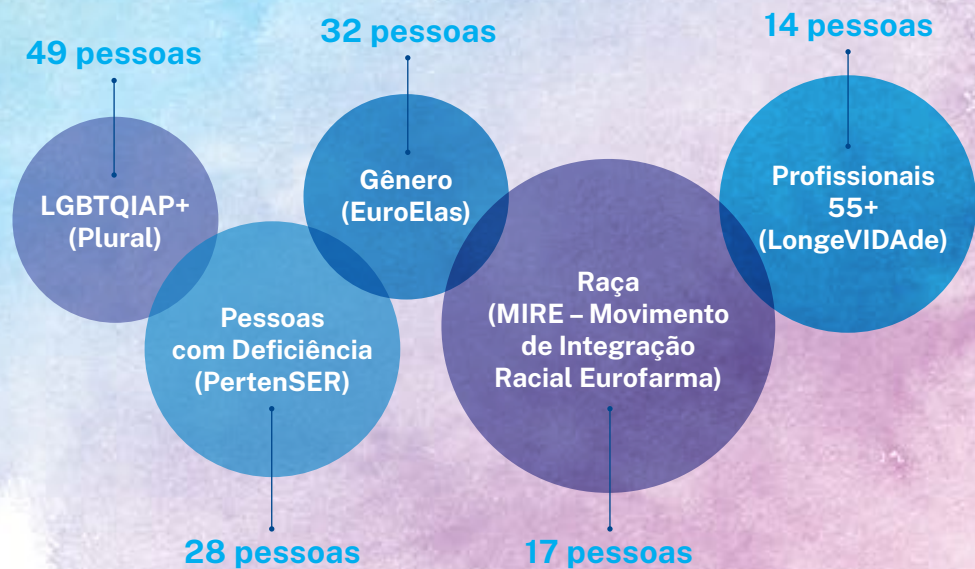 49 pessoas
LGBTQIAP+
(Plural)
32 pessoas
Gênero
(EuroElas)
14 pessoas
Profissionais
55+
(LongeVIDAde)
Pessoas
com Deficiência
(PertenSER)
28 pessoas
Raça
(MIRE – Movimento
de Integração
Racial Eurofarma)
17 pessoas